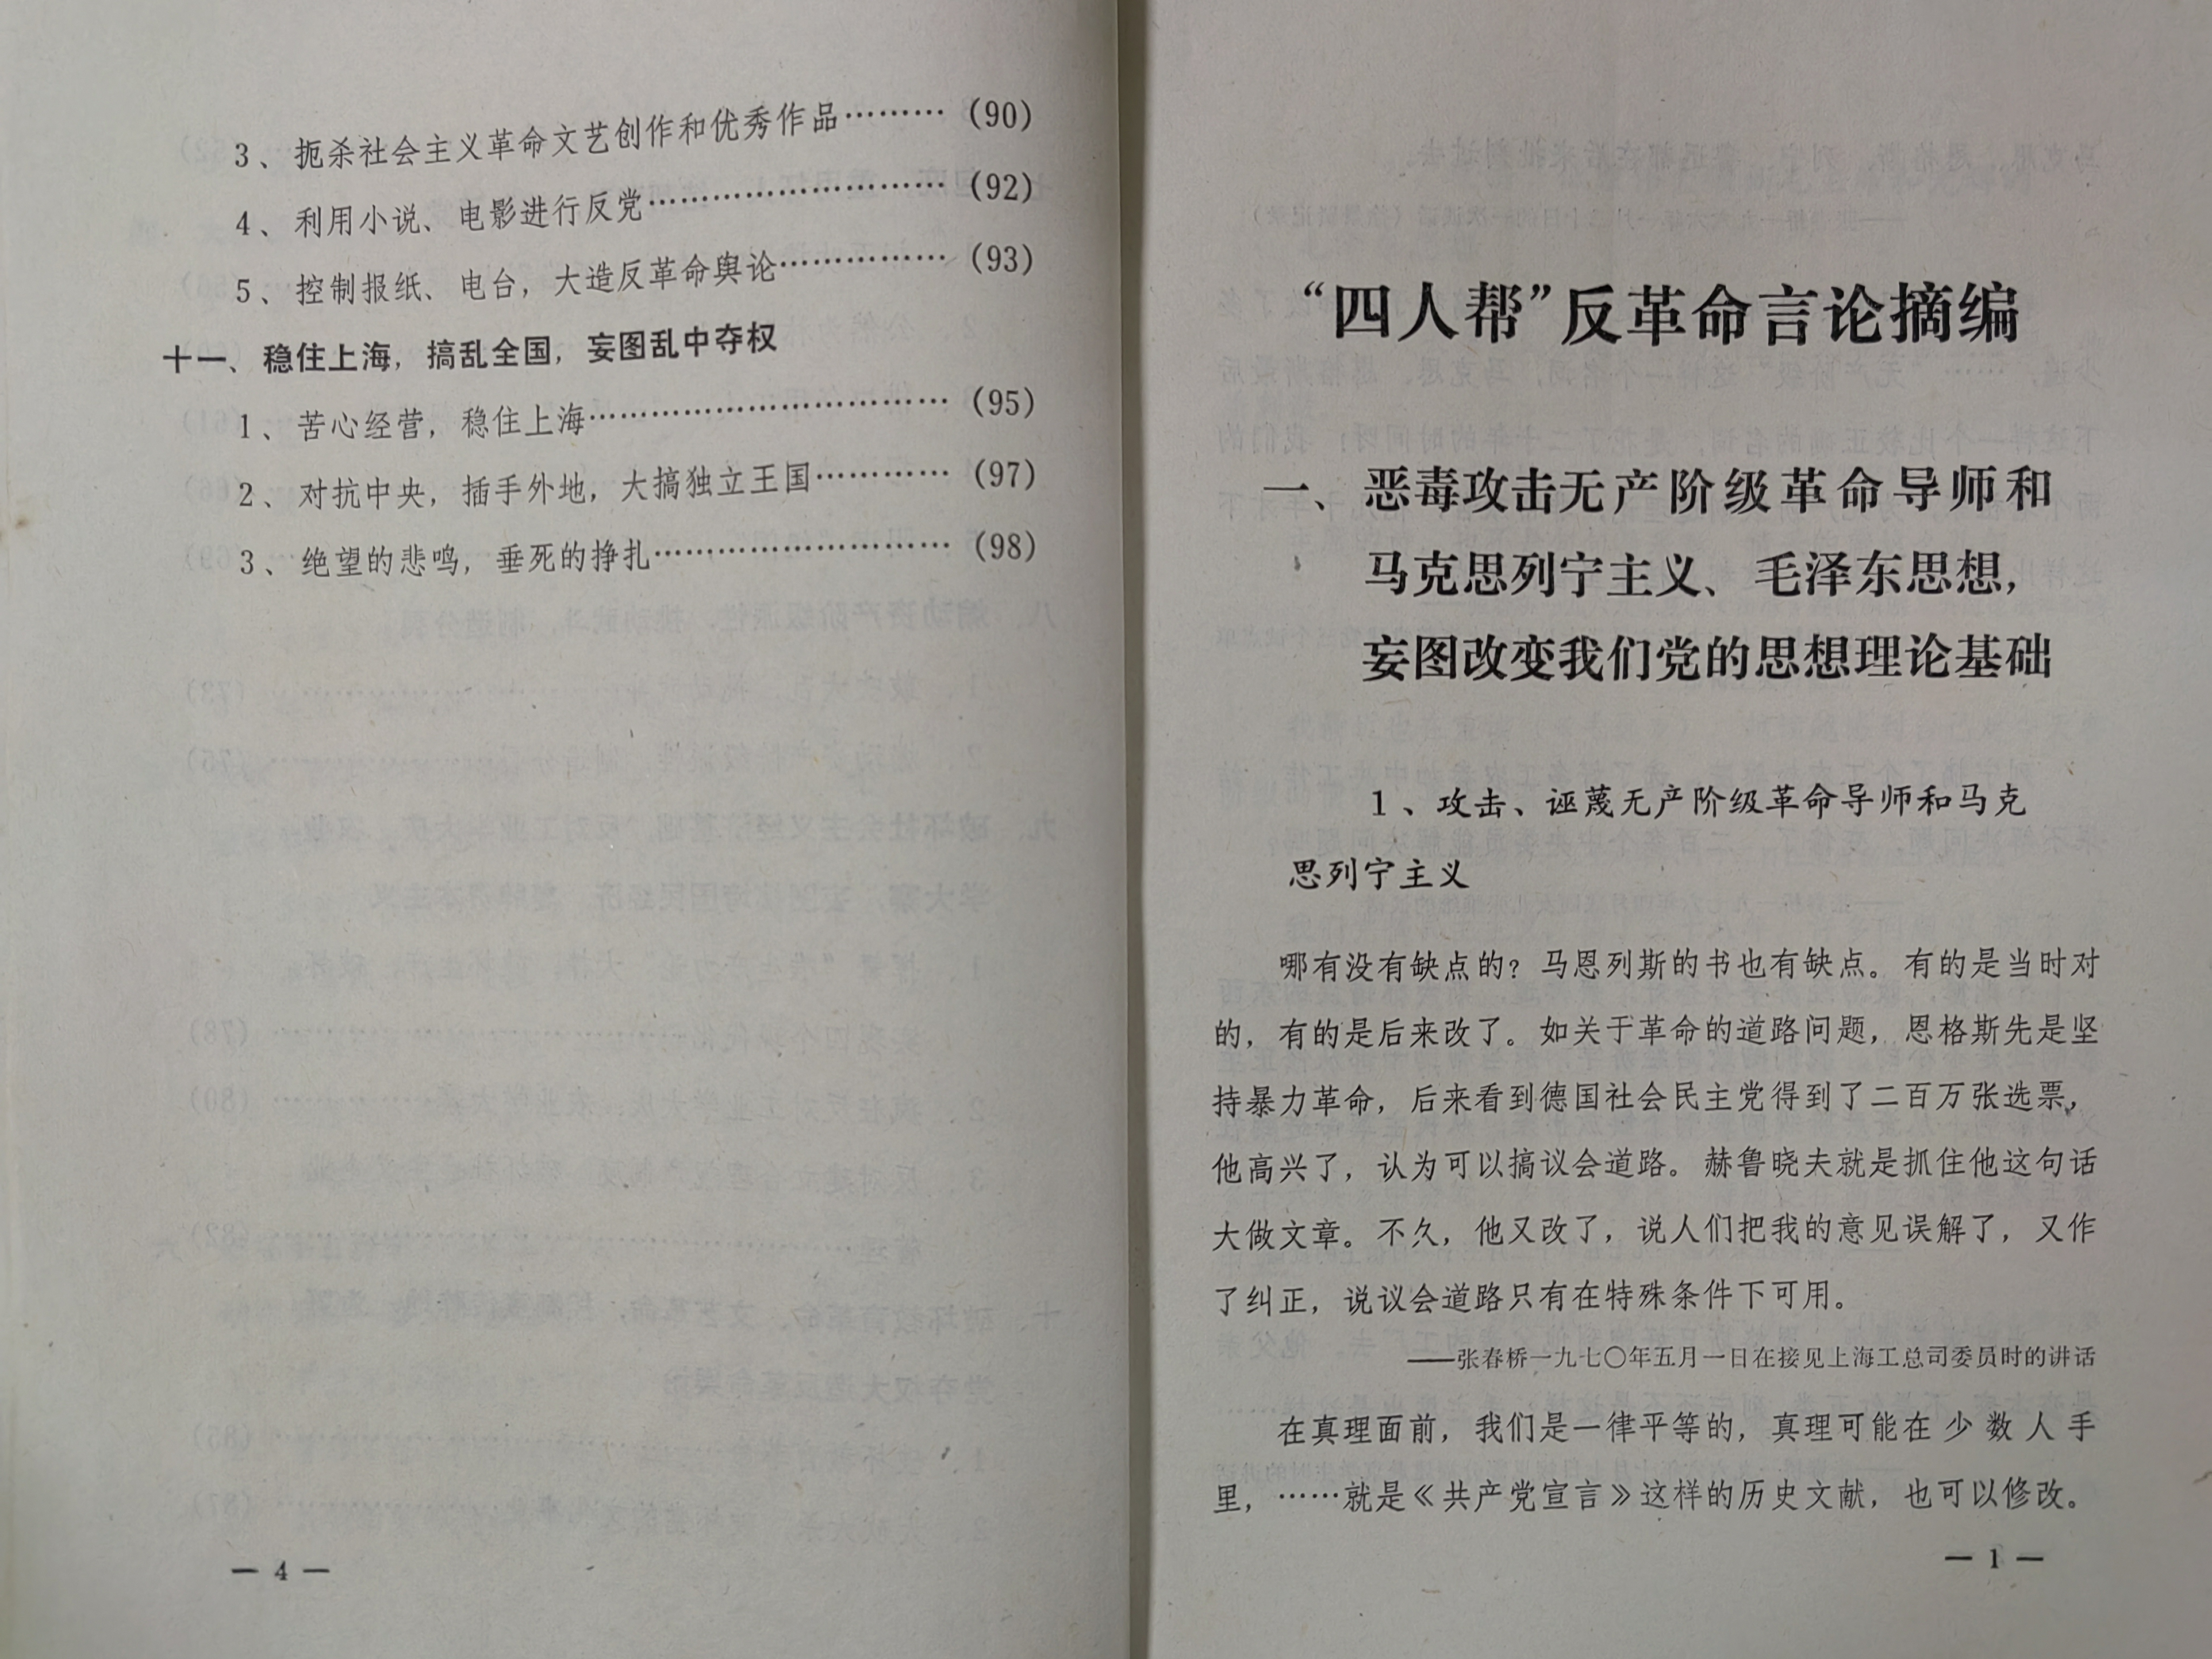 3、扼杀社会主义革命文艺创作和优秀作品………（90）
4、利用小说、电影进行反党…………………………（92）
5、控制报纸、电台，大造反革命舆论……………（93）
十一、稳住上海，搞乱全国，妄图乱中夺权
1、苦心经营，稳住上海………………………………（95）
2、对抗中央，插手外地，大搞独立王国…………（97）
3、绝望的悲鸣，垂死的挣扎…………………………（98）
— 4 —
“四人帮”反革命言论摘编
一、恶毒攻击无产阶级革命导师和
马克思列宁主义、毛泽东思想，
妄图改变我们党的思想理论基础
1、攻击、诬蔑无产阶级革命导师和马克
思列宁主义
哪有没有缺点的？马恩列斯的书也有缺点。有的是当时对
的，有的是后来改了。如关于革命的道路问题，恩格斯先是坚
持暴力革命，后来看到德国社会民主党得到了二百万张选票，
他高兴了，认为可以搞议会道路。赫鲁晓夫就是抓住他这句话
大做文章。不久，他又改了，说人们把我的意见误解了，又作
了纠正，说议会道路只有在特殊条件下可用。
——张春桥一九七〇年五月一日在接见上海工总司委员时的讲话
在真理面前，我们是一律平等的，真理可能在少数人手
里，……就是《共产党宣言》这样的历史文献，也可以修改。
— 1 —